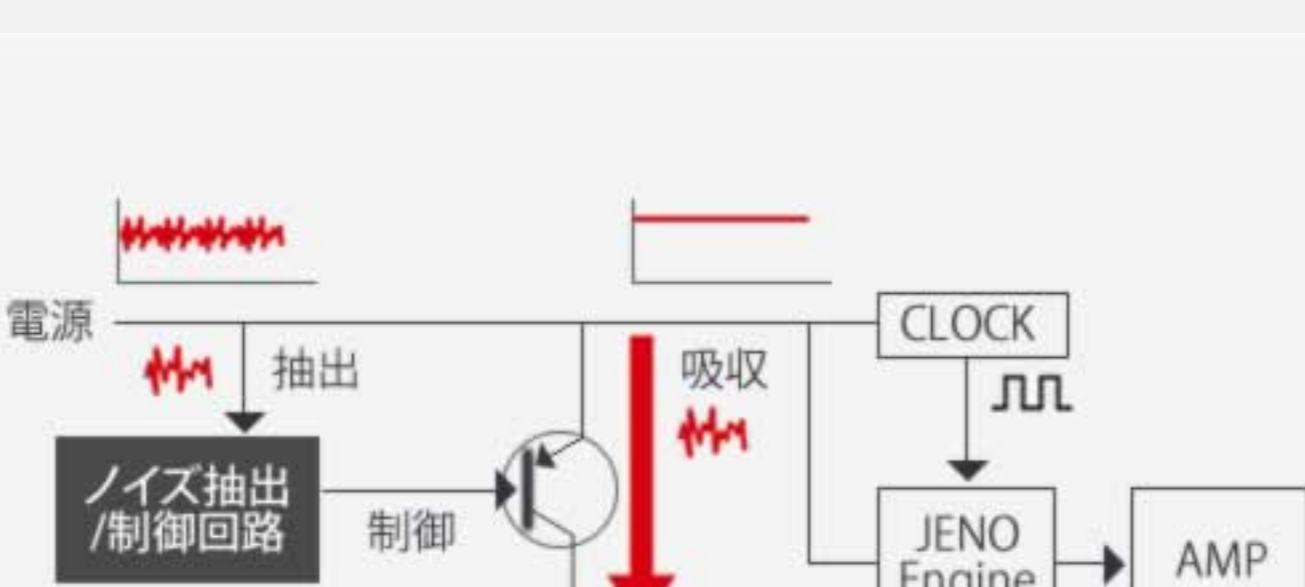 電源
CLOCK
抽出
吸収
ノイズ抽出
/制御回路
制御
JENO
Engine
AMP